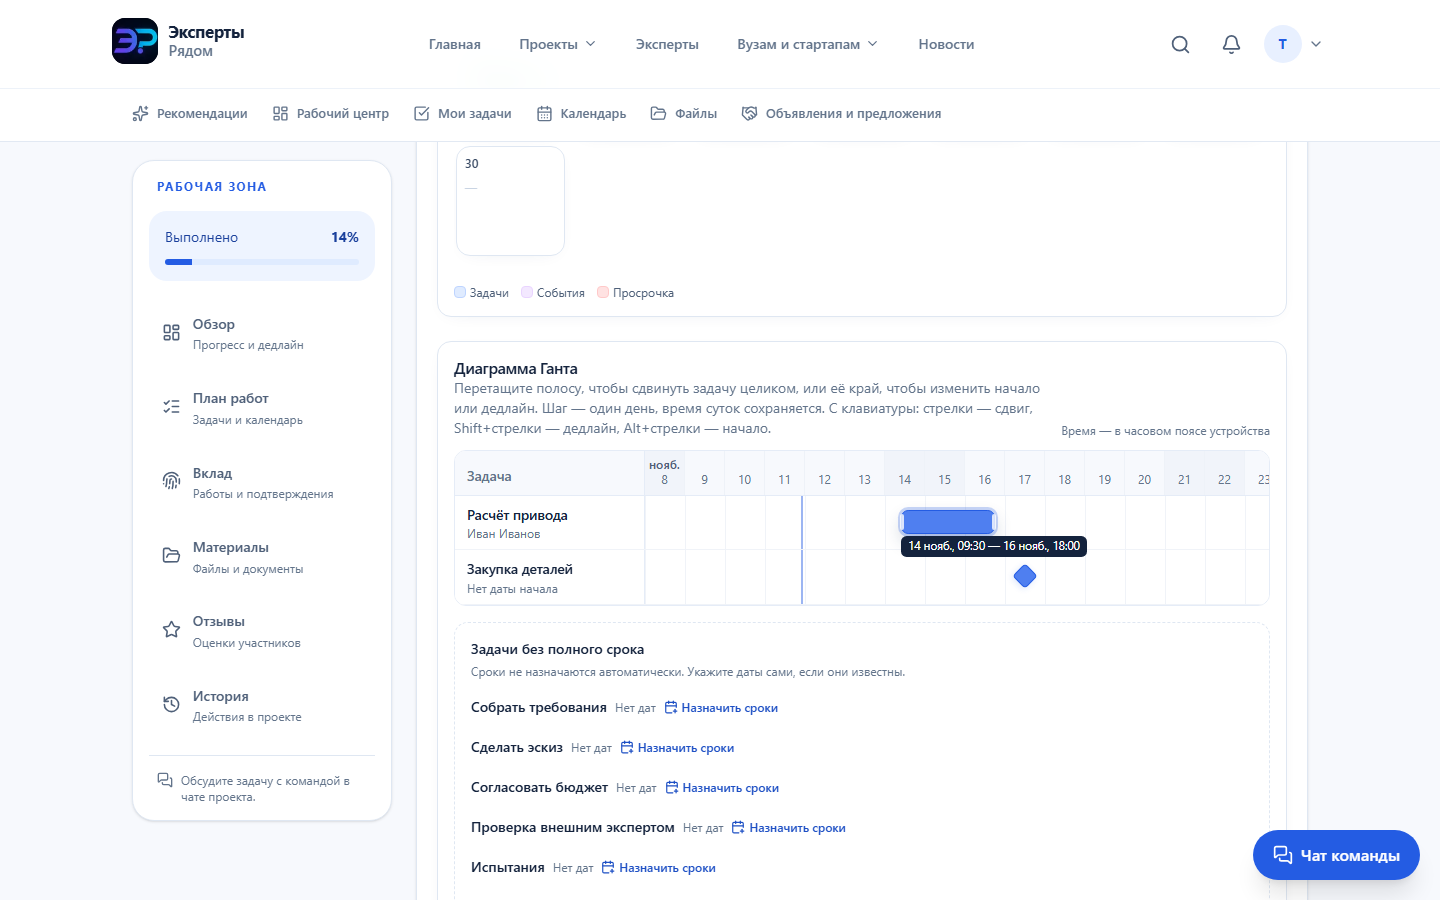 ЭР
Эксперты
Рядом
Главная
Проекты
Эксперты
Вузам и стартапам
Новости
Т
Рекомендации
Рабочий центр
Мои задачи
Календарь
Файлы
Объявления и предложения
РАБОЧАЯ ЗОНА
Выполнено 14%
Обзор
Прогресс и дедлайн
План работ
Задачи и календарь
Вклад
Работы и подтверждения
Материалы
Файлы и документы
Отзывы
Оценки участников
История
Действия в проекте
Обсудите задачу с командой в
чате проекта.
30
—
Задачи События Просрочка
Диаграмма Ганта
Перетащите полосу, чтобы сдвинуть задачу целиком, или её край, чтобы изменить начало
или дедлайн. Шаг — один день, время суток сохраняется. С клавиатуры: стрелки — сдвиг,
Shift+стрелки — дедлайн, Alt+стрелки — начало.
Время — в часовом поясе устройства
Задача
нояб.
8 9 10 11 12 13 14 15 16 17 18 19 20 21 22 23
Расчёт привода
Иван Иванов
14 нояб., 09:30 — 16 нояб., 18:00
Закупка деталей
Нет даты начала
Задачи без полного срока
Сроки не назначаются автоматически. Укажите даты сами, если они известны.
Собрать требования Нет дат Назначить сроки
Сделать эскиз Нет дат Назначить сроки
Согласовать бюджет Нет дат Назначить сроки
Проверка внешним экспертом Нет дат Назначить сроки
Испытания Нет дат Назначить сроки
Чат команды